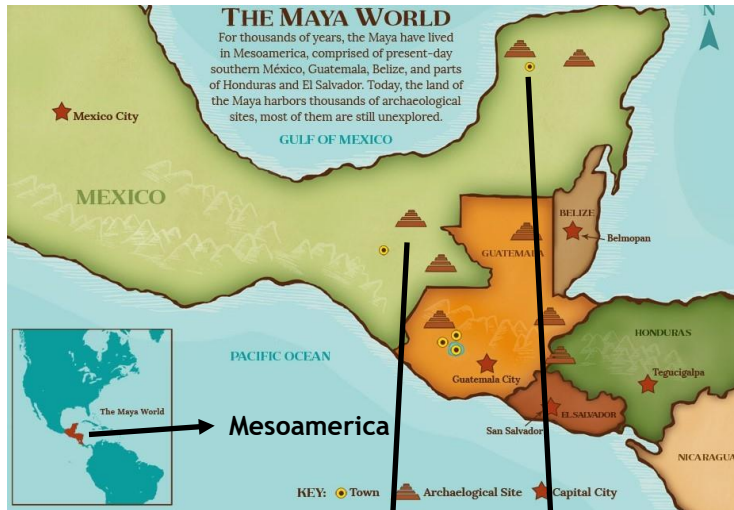 THE MAYA WORLD
For thousands of years, the Maya have lived
in Mesoamerica, comprised of present-day
southern México, Guatemala, Belize, and parts
of Honduras and El Salvador. Today, the land of
the Maya harbors thousands of archaeological
sites, most of them are still unexplored.
N
Mexico City
GULF OF MEXICO
MEXICO
BELIZE
Belmopan
GUATEMALA
HONDURAS
PACIFIC OCEAN
Guatemala City
Tegucigalpa
The Maya World
EL SALVADOR
Mesoamerica
San Salvador
NICARAGUA
KEY: Town Archaelogical Site Capital City